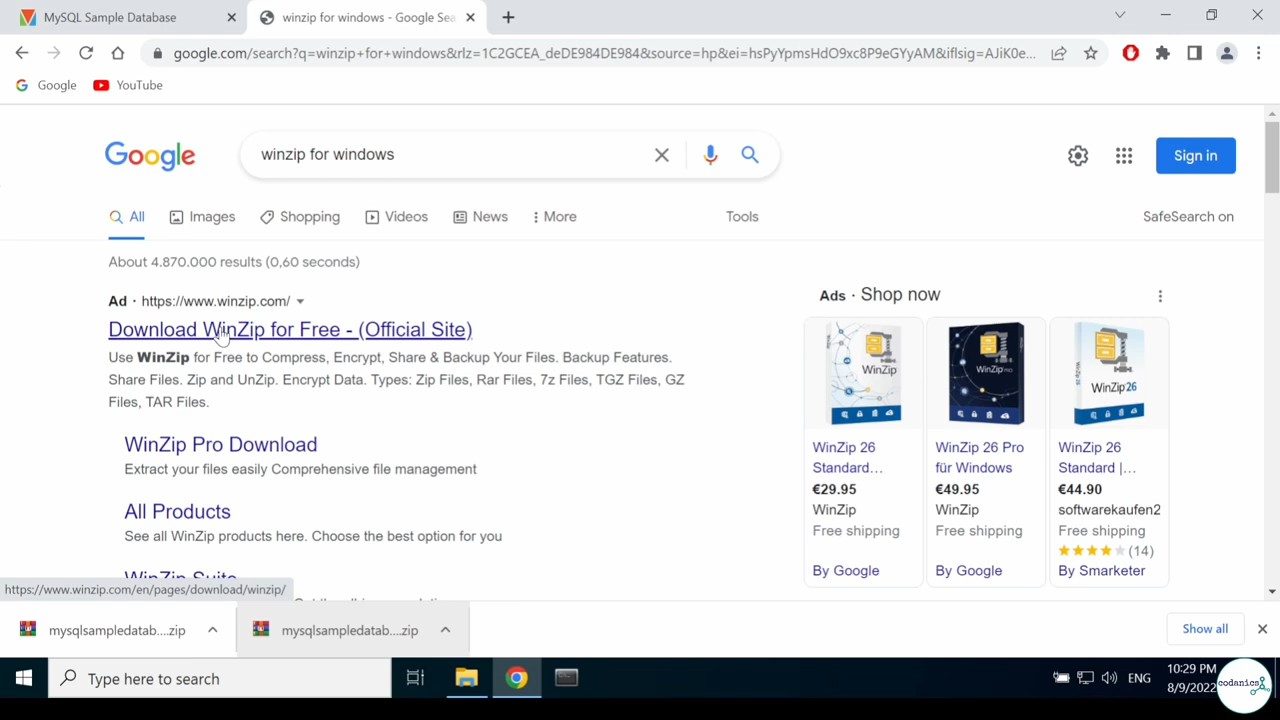 MySQL Sample Database
winzip for windows - Google Sea
google.com/search?q=winzip+for+windows&rlz=1C2GCEA_deDE984DE984&source=hp&ei=hsPyYpmsHdO9xc8P9eGYyAM&iflsig=AJiK0e...
Google
YouTube
Google
winzip for windows
Sign in
All
Images
Shopping
Videos
News
More
Tools
SafeSearch on
About 4.870.000 results (0,60 seconds)
Ad · https://www.winzip.com/
Download WinZip for Free - (Official Site)
Use WinZip for Free to Compress, Encrypt, Share & Backup Your Files. Backup Features.
Share Files. Zip and UnZip. Encrypt Data. Types: Zip Files, Rar Files, 7z Files, TGZ Files, GZ
Files, TAR Files.
WinZip Pro Download
Extract your files easily Comprehensive file management
All Products
See all WinZip products here. Choose the best option for you
WinZip Suite
Ads · Shop now
WinZip
WinZip PRO
WinZip 26
WinZip 26
Standard...
€29.95
WinZip
Free shipping
By Google
WinZip 26 Pro
für Windows
€49.95
WinZip
Free shipping
By Google
WinZip 26
Standard |...
€44.90
softwarekaufen2
Free shipping
(14)
By Smarketer
https://www.winzip.com/en/pages/download/winzip/
mysqlsampledatab....zip
mysqlsampledatab....zip
Show all
Type here to search
ENG
10:29 PM
8/9/2022
codanics